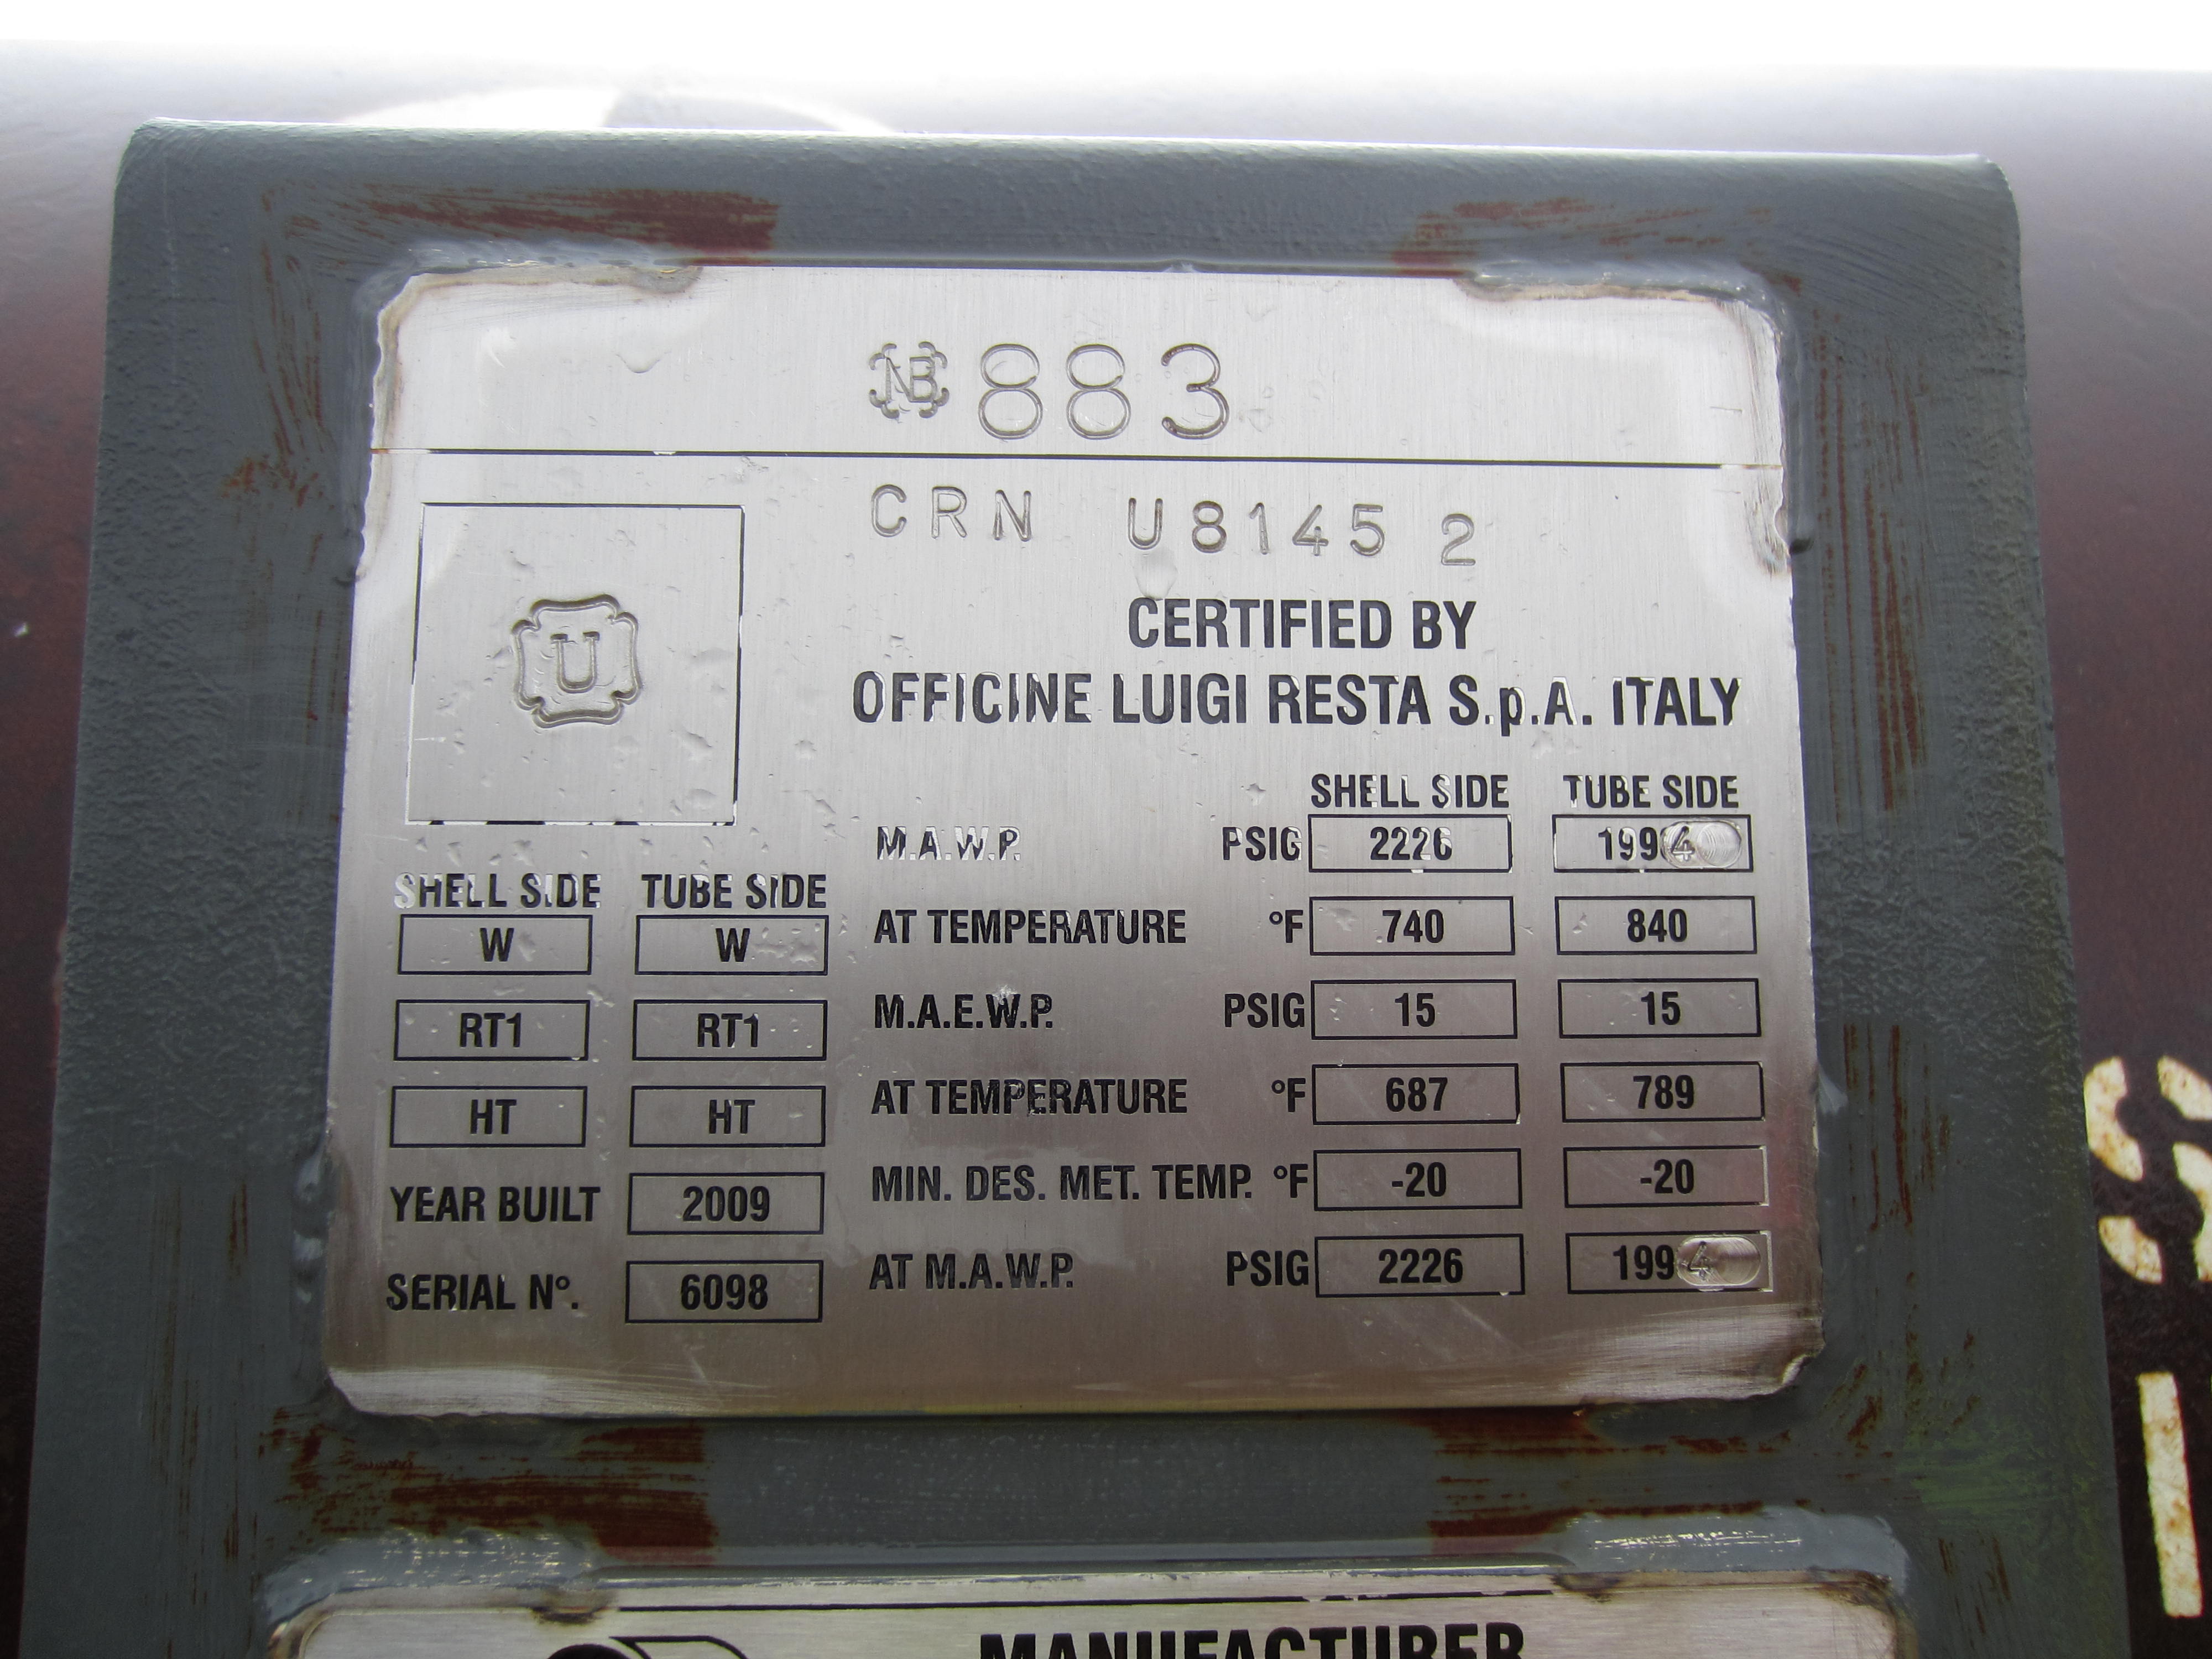 NB 883
CRN U8145 2
U
CERTIFIED BY
OFFICINE LUIGI RESTA S.p.A. ITALY
SHELL SIDE TUBE SIDE
M.A.W.P. PSIG 2226 1994
AT TEMPERATURE °F 740 840
M.A.E.W.P. PSIG 15 15
AT TEMPERATURE °F 687 789
MIN. DES. MET. TEMP. °F -20 -20
AT M.A.W.P. PSIG 2226 1994
SHELL SIDE TUBE SIDE
W W
RT1 RT1
HT HT
YEAR BUILT 2009
SERIAL N°. 6098
MANUFACTURER